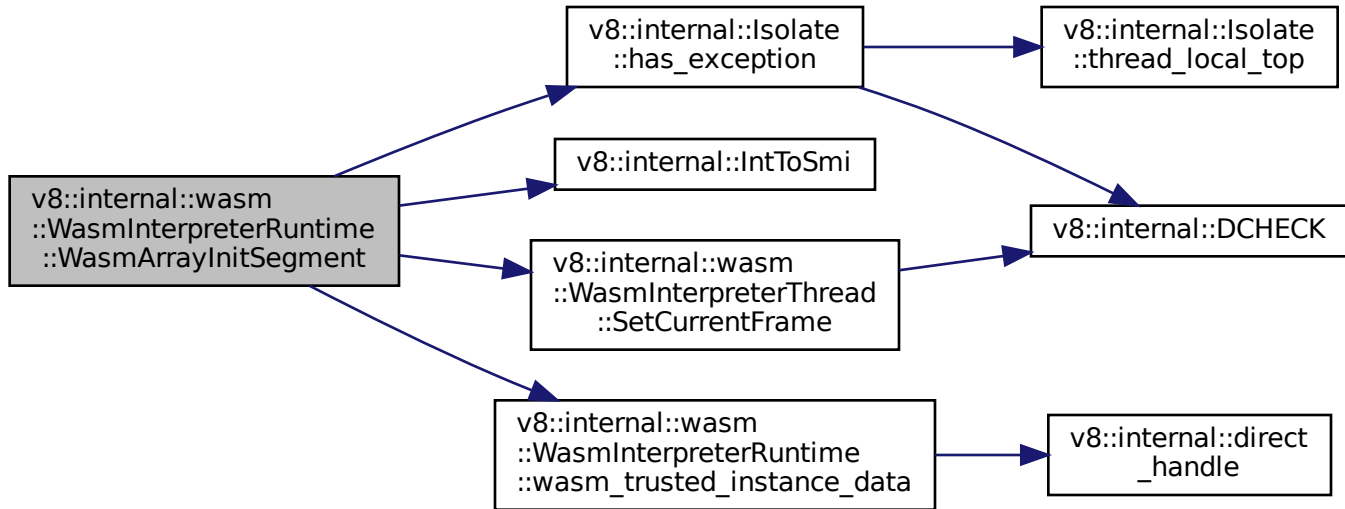 v8::internal::wasm
::WasmInterpreterRuntime
::WasmArrayInitSegment
v8::internal::Isolate
::has_exception
v8::internal::Isolate
::thread_local_top
v8::internal::IntToSmi
v8::internal::DCHECK
v8::internal::wasm
::WasmInterpreterThread
::SetCurrentFrame
v8::internal::wasm
::WasmInterpreterRuntime
::wasm_trusted_instance_data
v8::internal::direct
_handle